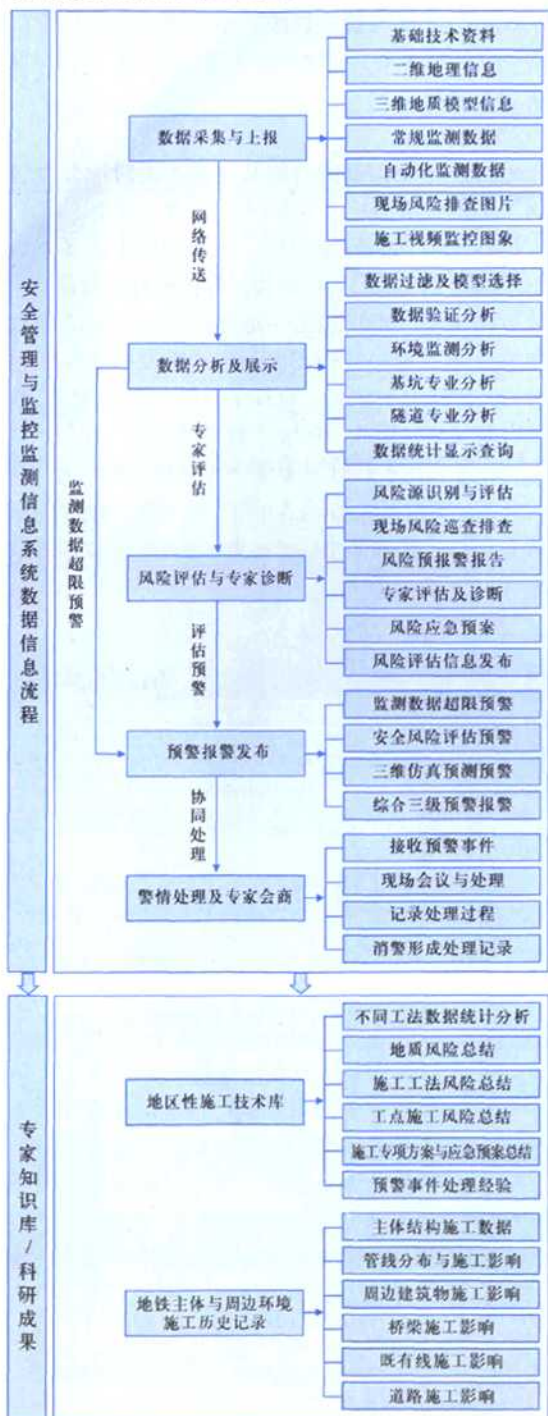 安全管理与监控监测信息系统数据信息流程
数据采集与上报
基础技术资料
二维地理信息
三维地质模型信息
常规监测数据
自动化监测数据
现场风险排查图片
施工视频监控图象
网络传送
数据分析及展示
数据过滤及模型选择
数据验证分析
环境监测分析
基坑专业分析
隧道专业分析
数据统计显示查询
监测数据超限预警
专家评估
风险评估与专家诊断
风险源识别与评估
现场风险巡查排查
风险预报警报告
专家评估及诊断
风险应急预案
风险评估信息发布
评估预警
预警报警发布
监测数据超限预警
安全风险评估预警
三维仿真预测预警
综合三级预警报警
协同处理
警情处理及专家会商
接收预警事件
现场会议与处理
记录处理过程
消警形成处理记录
专家知识库/科研成果
地区性施工技术库
不同工法数据统计分析
地质风险总结
施工工法风险总结
工点施工风险总结
施工专项方案与应急预案总结
预警事件处理经验
地铁主体与周边环境
施工历史记录
主体结构施工数据
管线分布与施工影响
周边建筑物施工影响
桥梁施工影响
既有线施工影响
道路施工影响